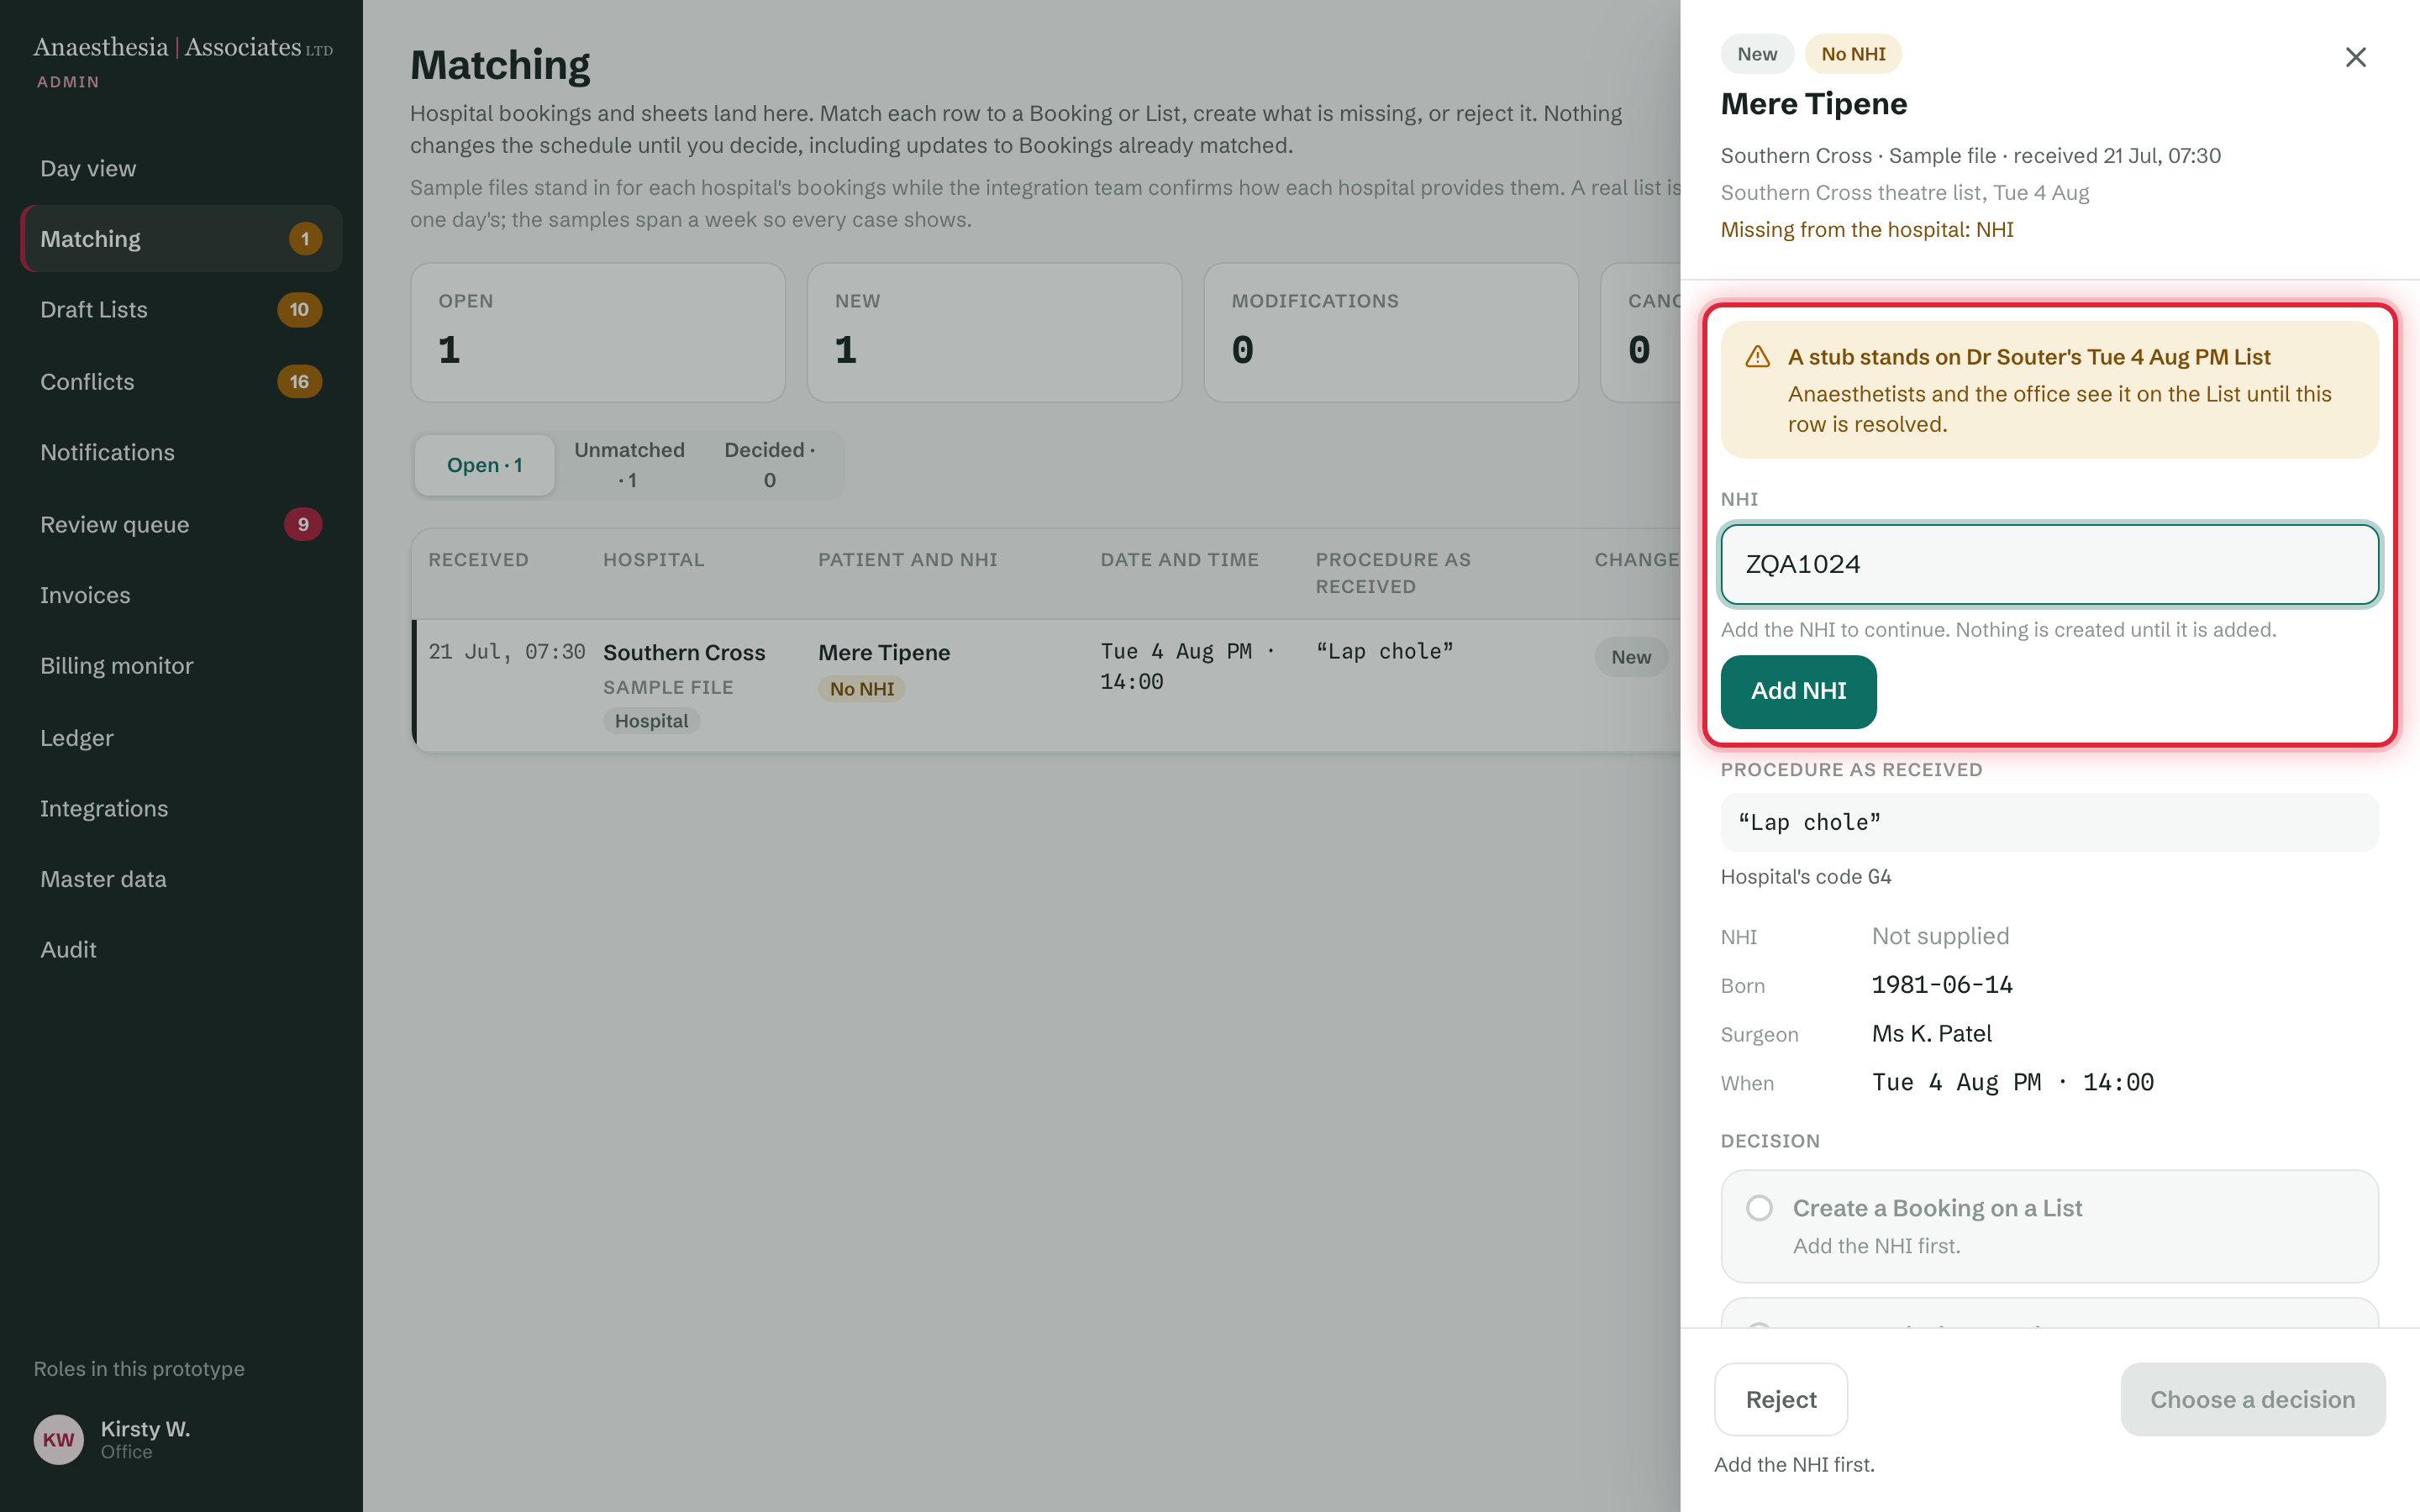 Anaesthesia | Associates LTD
ADMIN
Day view
Matching 1
Draft Lists 10
Conflicts 16
Notifications
Review queue 9
Invoices
Billing monitor
Ledger
Integrations
Master data
Audit
Roles in this prototype
KW
Kirsty W.
Office
Matching
Hospital bookings and sheets land here. Match each row to a Booking or List, create what is missing, or reject it. Nothing
changes the schedule until you decide, including updates to Bookings already matched.
Sample files stand in for each hospital's bookings while the integration team confirms how each hospital provides them. A real list is
one day's; the samples span a week so every case shows.
OPEN
1
NEW
1
MODIFICATIONS
0
0
Open · 1
Unmatched
· 1
Decided ·
0
RECEIVED HOSPITAL PATIENT AND NHI DATE AND TIME PROCEDURE AS
RECEIVED
CHANGE
21 Jul, 07:30
Southern Cross
SAMPLE FILE
Hospital
Mere Tipene
No NHI
Tue 4 Aug PM ·
14:00
“Lap chole”
New
New No NHI
Mere Tipene
Southern Cross · Sample file · received 21 Jul, 07:30
Southern Cross theatre list, Tue 4 Aug
Missing from the hospital: NHI
A stub stands on Dr Souter's Tue 4 Aug PM List
Anaesthetists and the office see it on the List until this
row is resolved.
NHI
ZQA1024
Add the NHI to continue. Nothing is created until it is added.
Add NHI
PROCEDURE AS RECEIVED
“Lap chole”
Hospital's code G4
NHI Not supplied
Born 1981-06-14
Surgeon Ms K. Patel
When Tue 4 Aug PM · 14:00
DECISION
Create a Booking on a List
Add the NHI first.
Reject
Choose a decision
Add the NHI first.